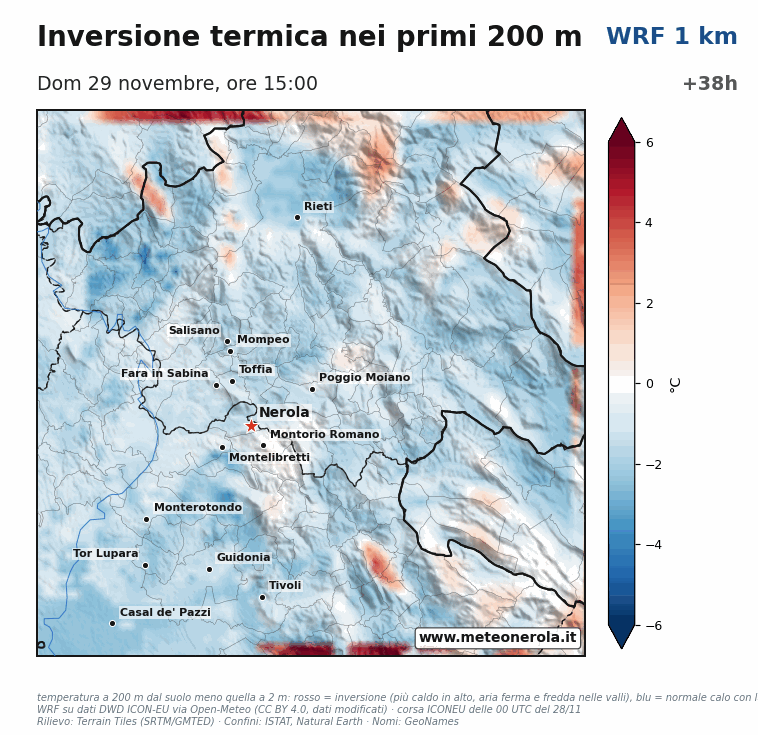 Inversione termica nei primi 200 m
WRF 1 km
Dom 29 novembre, ore 15:00
+38h
Rieti
Salisano
Mompeo
Fara in Sabina
Toffia
Poggio Moiano
Nerola
Montorio Romano
Montelibretti
Monterotondo
Tor Lupara
Guidonia
Tivoli
Casal de' Pazzi
www.meteonerola.it
6
4
2
0
−2
−4
−6
°C
temperatura a 200 m dal suolo meno quella a 2 m: rosso = inversione (più caldo in alto, aria ferma e fredda nelle valli), blu = normale calo con
WRF su dati DWD ICON-EU via Open-Meteo (CC BY 4.0, dati modificati) · corsa ICONEU delle 00 UTC del 28/11
Rilievo: Terrain Tiles (SRTM/GMTED) · Confini: ISTAT, Natural Earth · Nomi: GeoNames